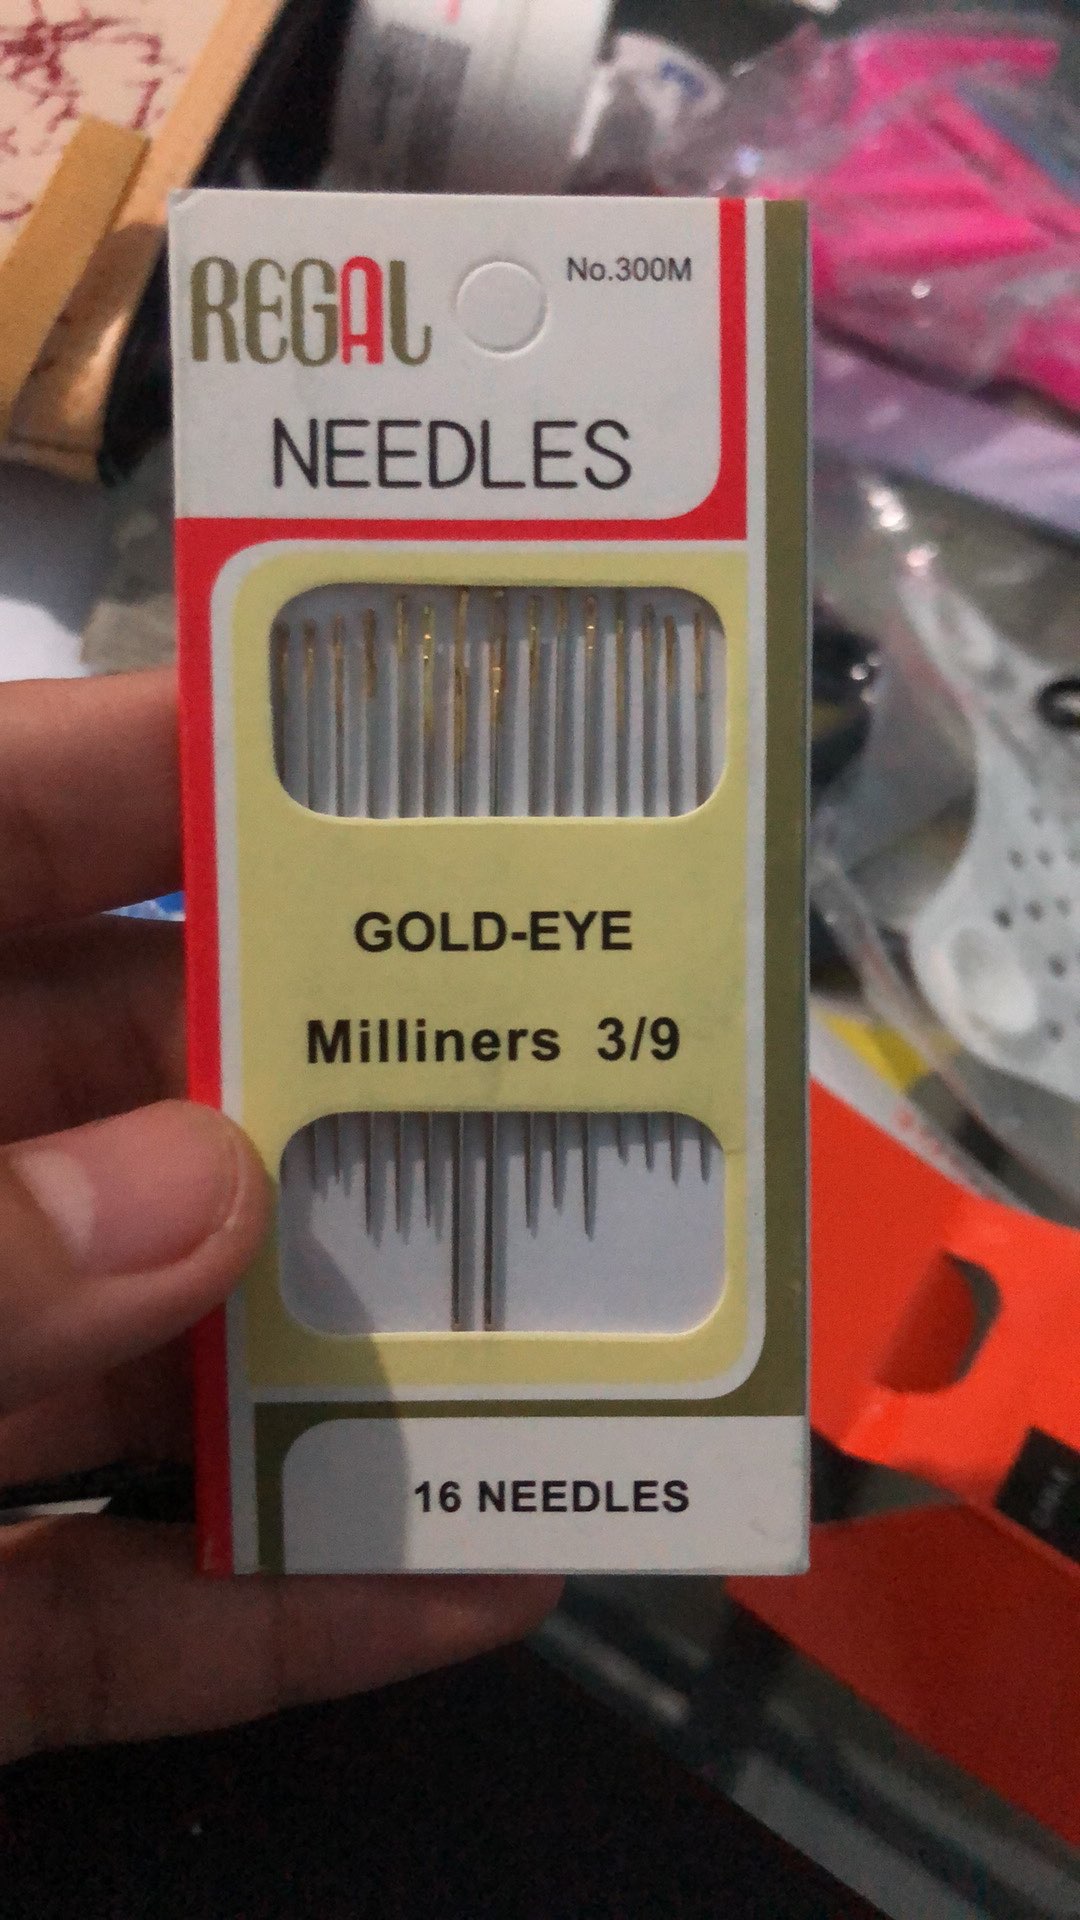 REGAL
No.300M
NEEDLES
GOLD-EYE
Milliners 3/9
16 NEEDLES